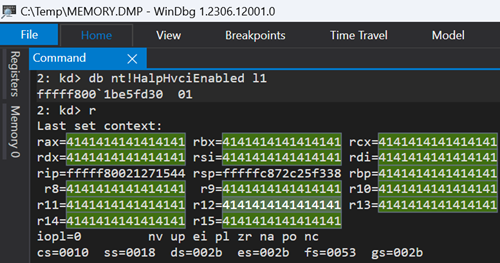 C:\Temp\MEMORY.DMP - WinDbg 1.2306.12001.0
File Home View Breakpoints Time Travel Model
Command ×
Registers
Memory 0
2: kd> db nt!HalpHvciEnabled l1
fffff800`1be5fd30  01
2: kd> r
Last set context:
rax=4141414141414141 rbx=4141414141414141 rcx=4141414141414141
rdx=4141414141414141 rsi=4141414141414141 rdi=4141414141414141
rip=fffff80021271544 rsp=fffffc872c25f338 rbp=4141414141414141
 r8=4141414141414141  r9=4141414141414141 r10=4141414141414141
r11=4141414141414141 r12=4141414141414141 r13=4141414141414141
r14=4141414141414141 r15=4141414141414141
iopl=0         nv up ei pl zr na po nc
cs=0010  ss=0018  ds=002b  es=002b  fs=0053  gs=002b